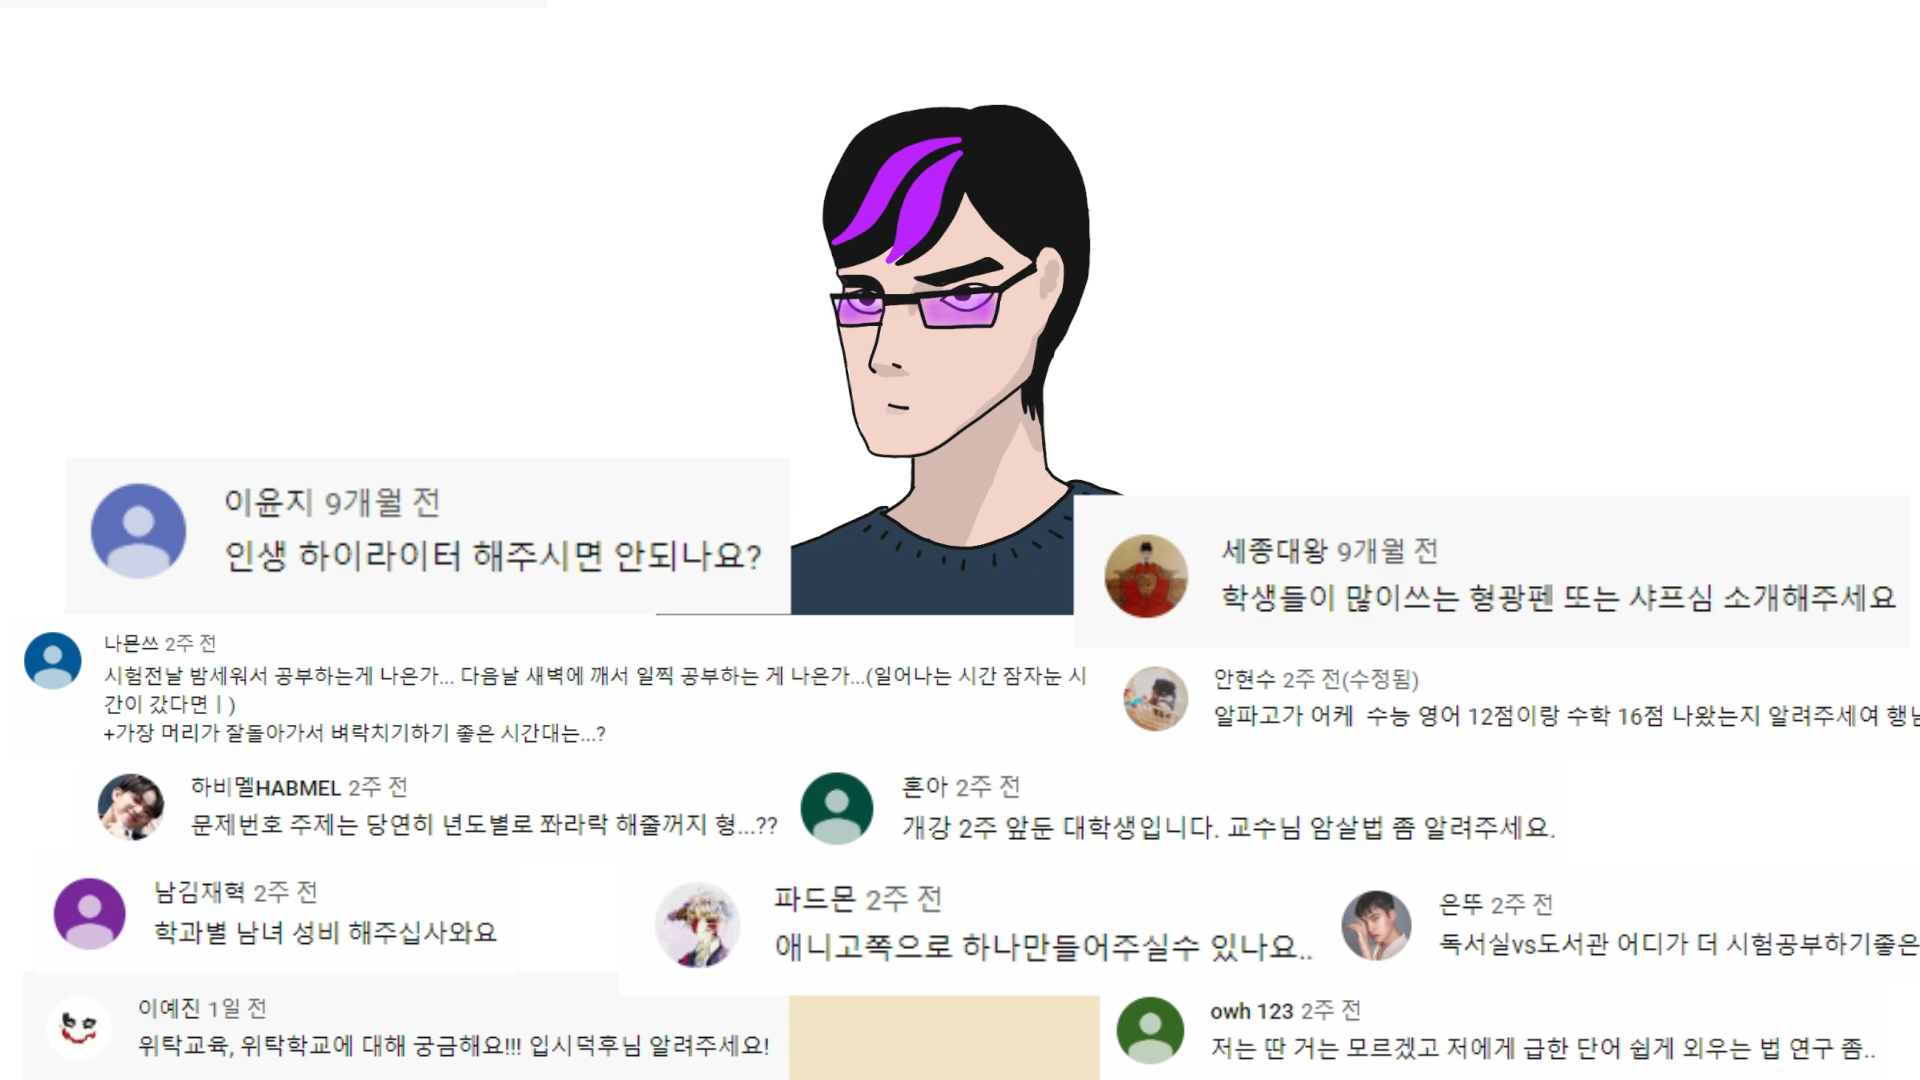 이윤지 9개월 전
인생 하이라이터 해주시면 안되나요?
세종대왕 9개월 전
학생들이 많이쓰는 형광펜 또는 샤프심 소개해주세요
나몬쓰 2주 전
시험전날 밤세워서 공부하는게 나은가... 다음날 새벽에 깨서 일찍 공부하는 게 나은가...(일어나는 시간 잠자눈 시
간이 갔다면ㅣ)
+가장 머리가 잘돌아가서 벼락치기하기 좋은 시간대는...?
안현수 2주 전(수정됨)
알파고가 어케 수능 영어 12점이랑 수학 16점 나왔는지 알려주세여 행님
하비멜HABMEL 2주 전
문제번호 주제는 당연히 년도별로 쫘라락 해줄꺼지 형...??
혼아 2주 전
개강 2주 앞둔 대학생입니다. 교수님 암살법 좀 알려주세요.
남김재혁 2주 전
학과별 남녀 성비 해주십사와요
파드몬 2주 전
애니고쪽으로 하나만들어주실수 있나요..
은뚜 2주 전
독서실vs도서관 어디가 더 시험공부하기좋은
이예진 1일 전
위탁교육, 위탁학교에 대해 궁금해요!!! 입시덕후님 알려주세요!
owh 123 2주 전
저는 딴 거는 모르겠고 저에게 급한 단어 쉽게 외우는 법 연구 좀..